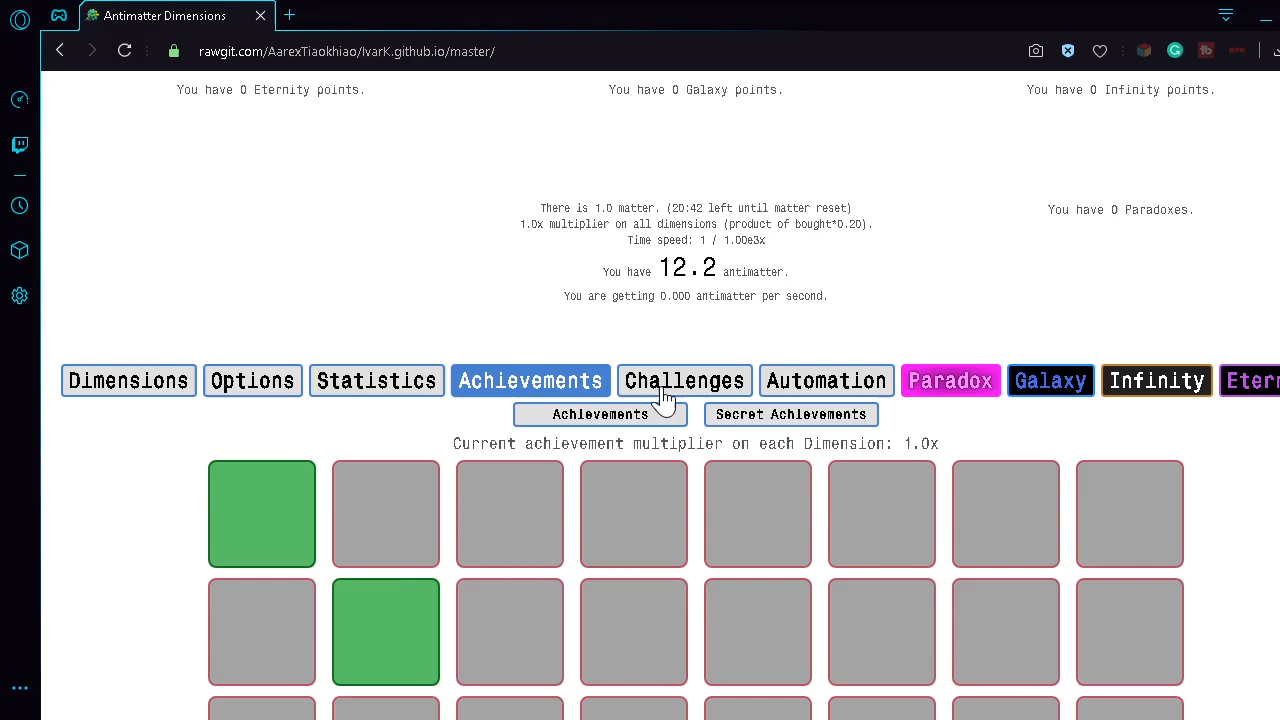 Antimatter Dimensions
rawgit.com/AarexTiaokhiao/IvarK.github.io/master/
You have 0 Eternity points.
You have 0 Galaxy points.
You have 0 Infinity points.
There is 1.0 matter. (20:42 left until matter reset)
You have 0 Paradoxes.
1.0x multiplier on all dimensions (product of bought*0.20).
Time speed: 1 / 1.00e3x
You have 12.2 antimatter.
You are getting 0.000 antimatter per second.
Dimensions
Options
Statistics
Achievements
Challenges
Automation
Paradox
Galaxy
Infinity
Eter
Achievements
Secret Achievements
Current achievement multiplier on each Dimension: 1.0x